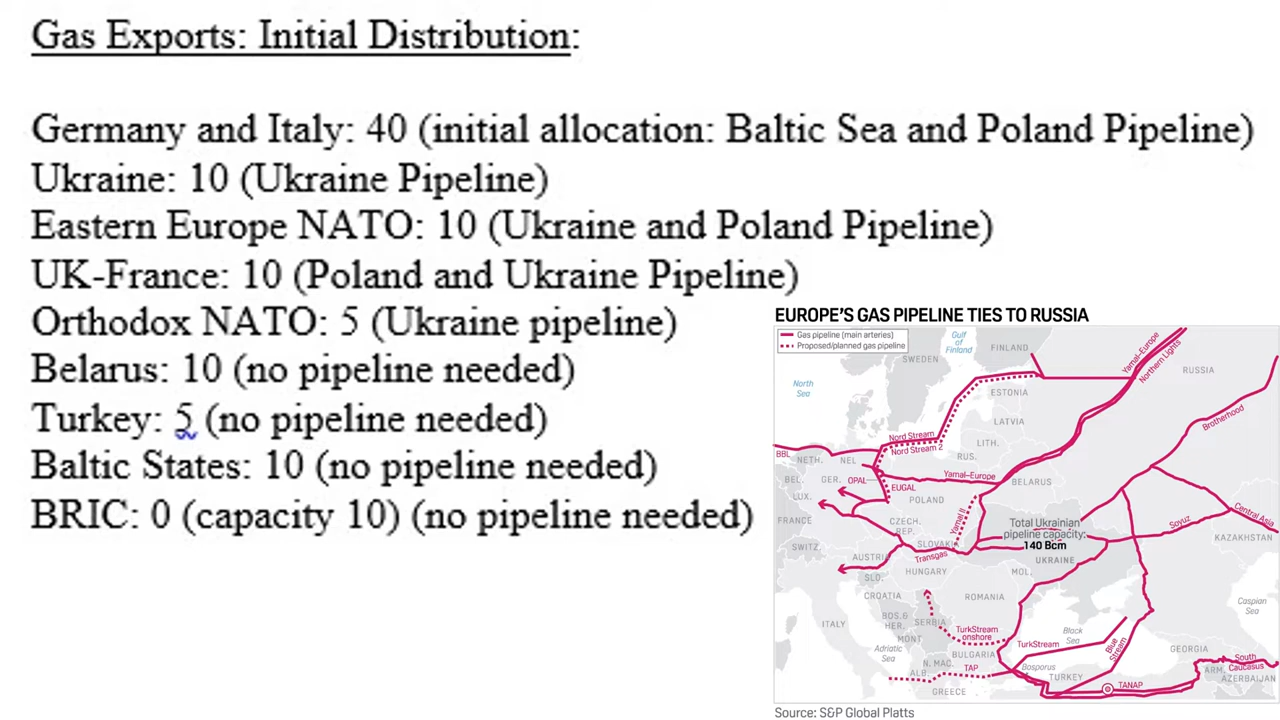 Gas Exports: Initial Distribution:
Germany and Italy: 40 (initial allocation: Baltic Sea and Poland Pipeline)
Ukraine: 10 (Ukraine Pipeline)
Eastern Europe NATO: 10 (Ukraine and Poland Pipeline)
UK-France: 10 (Poland and Ukraine Pipeline)
Orthodox NATO: 5 (Ukraine pipeline)
Belarus: 10 (no pipeline needed)
Turkey: 5 (no pipeline needed)
Baltic States: 10 (no pipeline needed)
BRIC: 0 (capacity 10) (no pipeline needed)
EUROPE'S GAS PIPELINE TIES TO RUSSIA
Gas pipeline (main arteries)
Proposed/planned gas pipeline
Gulf
of
Finland
FINLAND
SWEDEN
Yamal–Europe
Northern Lights
RUSSIA
North
Sea
ESTONIA
LATVIA
Brotherhood
Nord Stream
Nord Stream 2
LITH.
RUS.
BBL
NETH.
NEL
Yamal–Europe
BEL.
GER.
OPAL
EUGAL
BELARUS
LUX.
POLAND
Yamal II
FRANCE
CZECH.
REP.
Total Ukrainian
pipeline capacity:
140 Bcm
Soyuz
Central Asia
SWITZ.
SLOVAKI
AUSTRI
Transgas
UKRAINE
KAZAKHSTAN
SLO.
HUNGARY
MOL.
CROATIA
ROMANIA
Caspian
Sea
BOS.&
HER.
SERBIA
ITALY
MONT
TurkStream
onshore
Black
Sea
TurkStream
Blue
Stream
Adriatic
Sea
BULGARIA
GEORGIA
N. MAC.
ALB.
TAP
Bosporus
TURKEY
South
Caucasus
ARM.
AZERBAIJAN
GREECE
TANAP
Source: S&P Global Platts